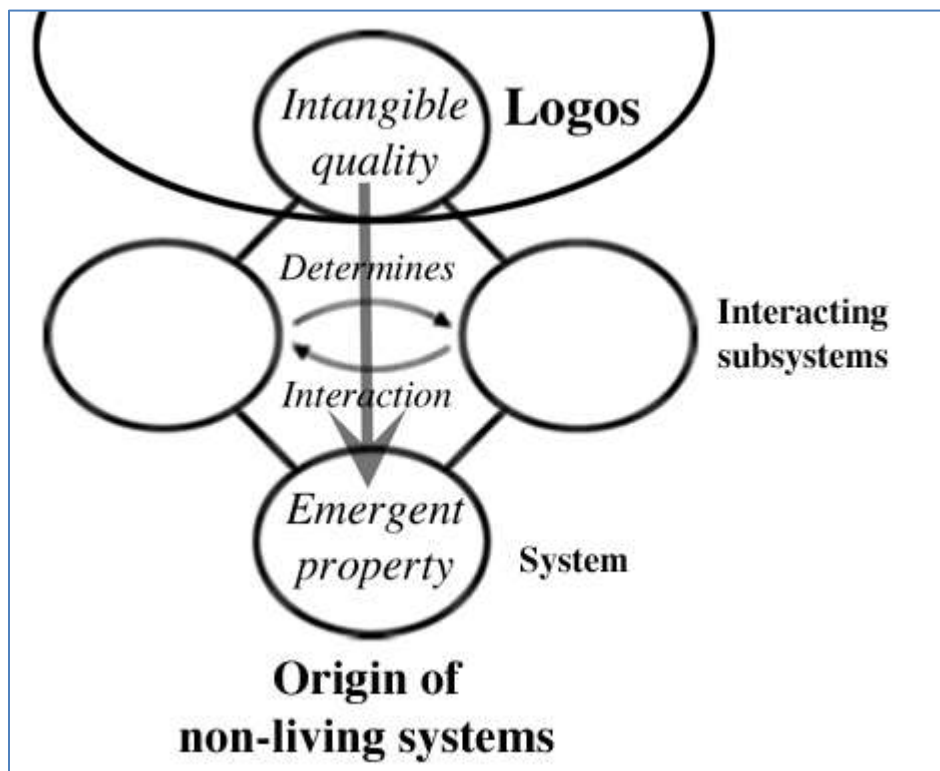 Intangible
quality
Logos
Determines
Interaction
Interacting
subsystems
Emergent
property
System
Origin of
non-living systems